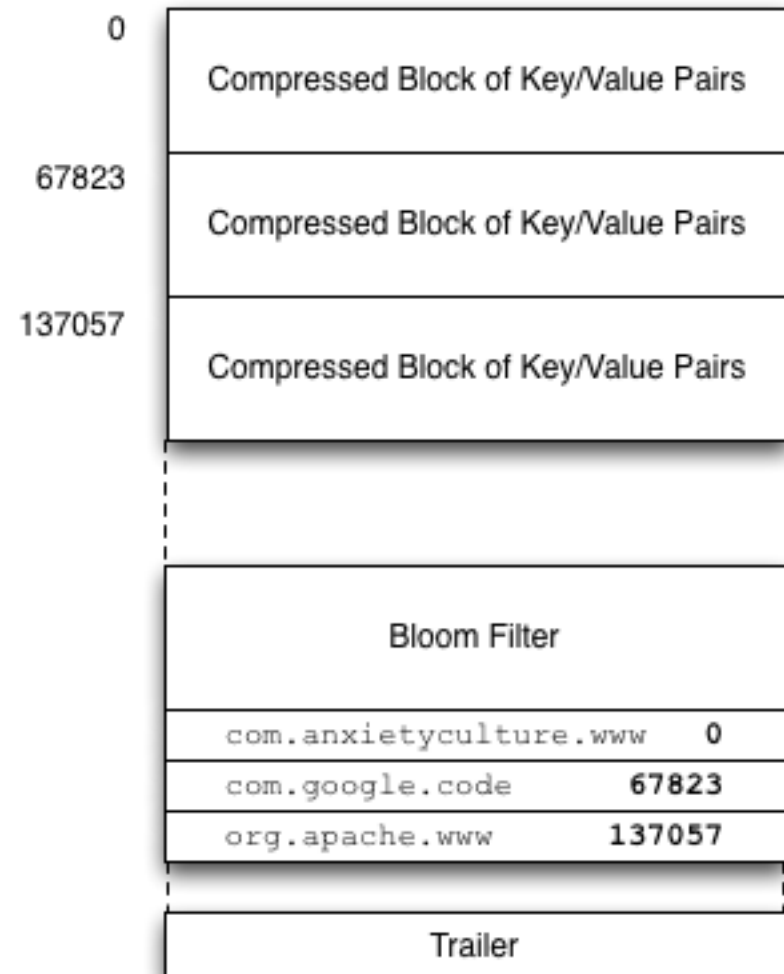 0
Compressed Block of Key/Value Pairs
67823
Compressed Block of Key/Value Pairs
137057
Compressed Block of Key/Value Pairs
Bloom Filter
com.anxietyculture.www 0
com.google.code 67823
org.apache.www 137057
Trailer